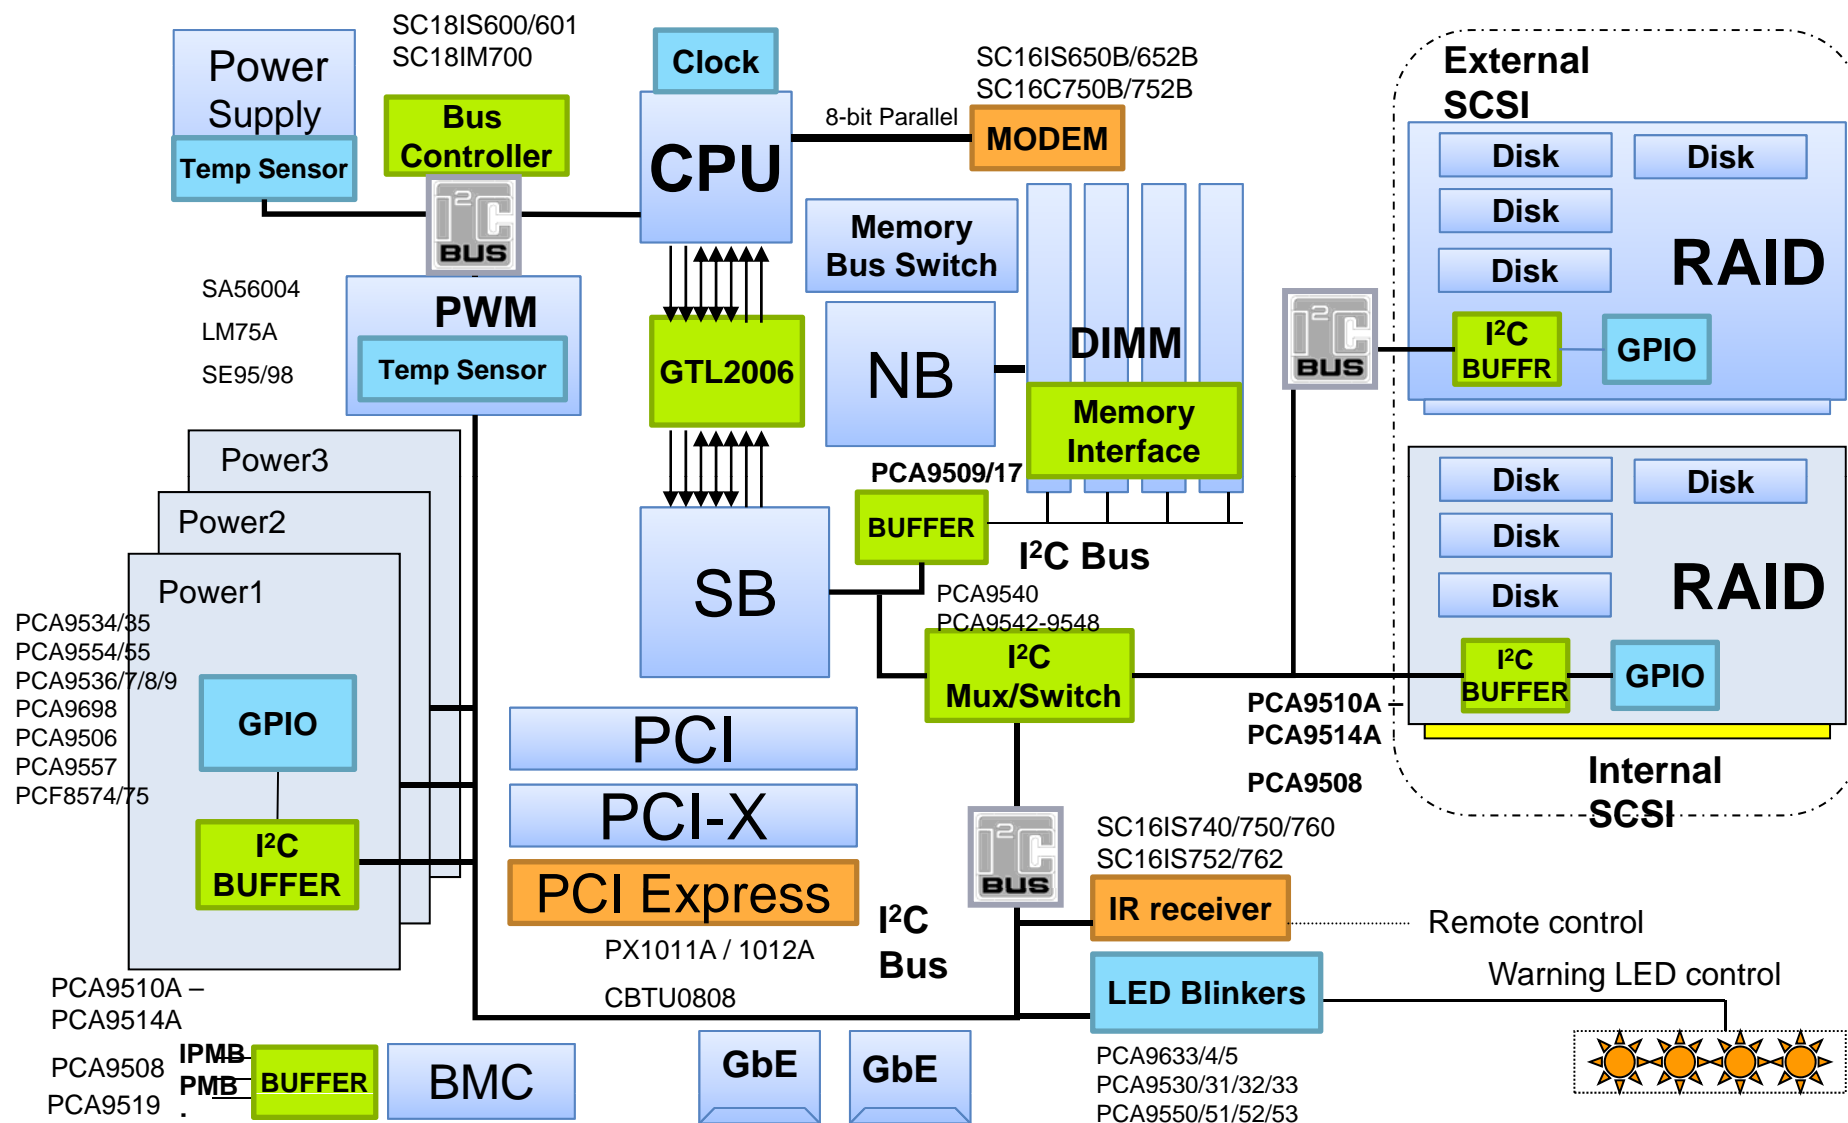 SC18IS600/601
SC18IM700
Power
Supply
Temp Sensor
Bus
Controller
I2C
BUS
Clock
CPU
8-bit Parallel
SC16IS650B/652B
SC16C750B/752B
MODEM
External
SCSI
Disk
Disk
Disk
Disk
RAID
I2C
BUFFR
GPIO
SA56004
LM75A
SE95/98
PWM
Temp Sensor
GTL2006
Memory
Bus Switch
NB
DIMM
Memory
Interface
I2C
BUS
Power3
Power2
Power1
PCA9534/35
PCA9554/55
PCA9536/7/8/9
PCA9698
PCA9506
PCA9557
PCF8574/75
GPIO
I2C
BUFFER
PCA9509/17
BUFFER
I2C Bus
SB
PCA9540
PCA9542-9548
I2C
Mux/Switch
Disk
Disk
Disk
Disk
RAID
I2C
BUFFER
GPIO
PCA9510A –
PCA9514A
PCA9508
Internal
SCSI
PCI
PCI-X
PCI Express
PX1011A / 1012A
CBTU0808
I2C
Bus
I2C
BUS
SC16IS740/750/760
SC16IS752/762
IR receiver
Remote control
LED Blinkers
Warning LED control
PCA9633/4/5
PCA9530/31/32/33
PCA9550/51/52/53
PCA9510A –
PCA9514A
PCA9508
PCA9519
IPMB
PMB
.
BUFFER
BMC
GbE
GbE